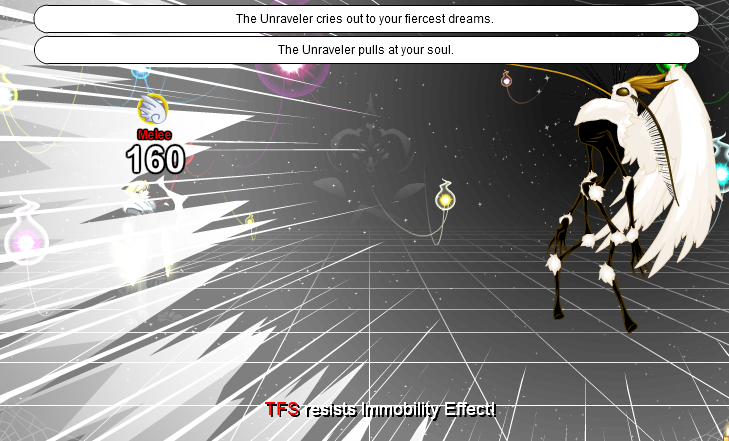 The Unraveler cries out to your fiercest dreams.
The Unraveler pulls at your soul.
Melee
160
TFS resists Immobility Effect!